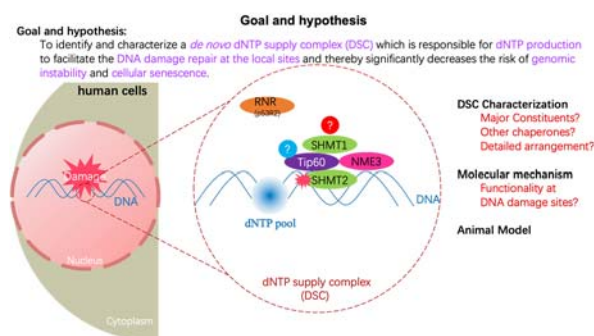 Goal and hypothesis
Goal and hypothesis:
To identify and characterize a de novo dNTP supply complex (DSC) which is responsible for dNTP production
to facilitate the DNA damage repair at the local sites and thereby significantly decreases the risk of genomic
instability and cellular senescence.
human cells
Damage
DNA
Nucleus
Cytoplasm
RNR
(p53R2)
?
SHMT1
?
Tip60
NME3
SHMT2
DNA
dNTP pool
dNTP supply complex
(DSC)
DSC Characterization
Major Constituents?
Other chaperones?
Detailed arrangement?
Molecular mechanism
Functionality at
DNA damage sites?
Animal Model